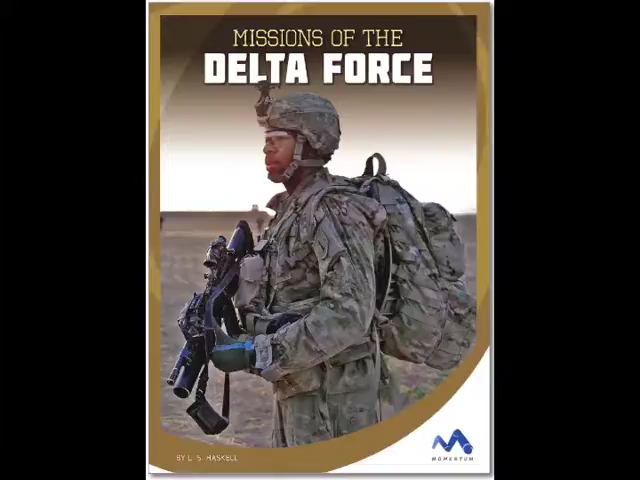 MISSIONS OF THE
DELTA FORCE
BY L. S. HASKELL
MOMENTUM